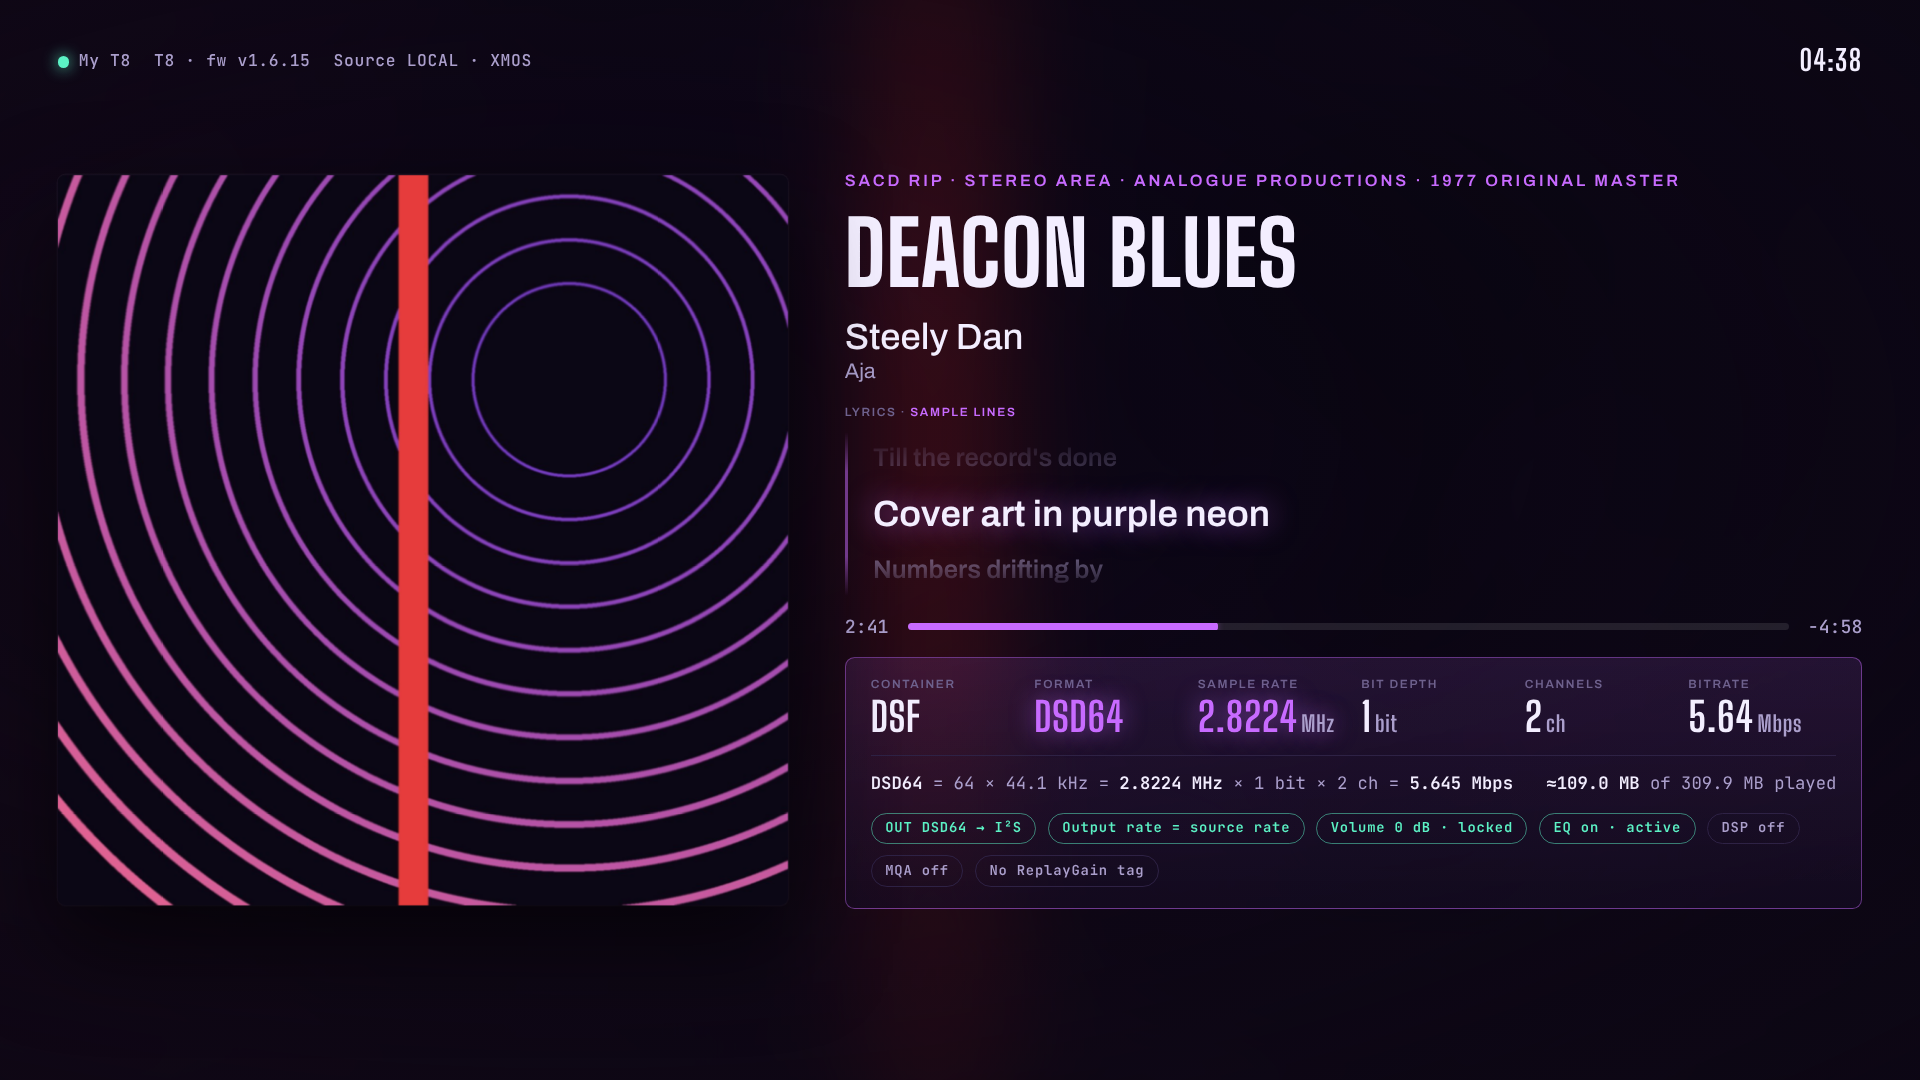 My T8 T8 · fw v1.6.15 Source LOCAL · XMOS
04:38
SACD RIP · STEREO AREA · ANALOGUE PRODUCTIONS · 1977 ORIGINAL MASTER
DEACON BLUES
Steely Dan
Aja
LYRICS · SAMPLE LINES
Till the record's done
Cover art in purple neon
Numbers drifting by
2:41 -4:58
CONTAINER FORMAT SAMPLE RATE BIT DEPTH CHANNELS BITRATE
DSF DSD64 2.8224 MHz 1 bit 2 ch 5.64 Mbps
DSD64 = 64 × 44.1 kHz = 2.8224 MHz × 1 bit × 2 ch = 5.645 Mbps ≈109.0 MB of 309.9 MB played
OUT DSD64 → I²S Output rate = source rate Volume 0 dB · locked EQ on · active DSP off
MQA off No ReplayGain tag